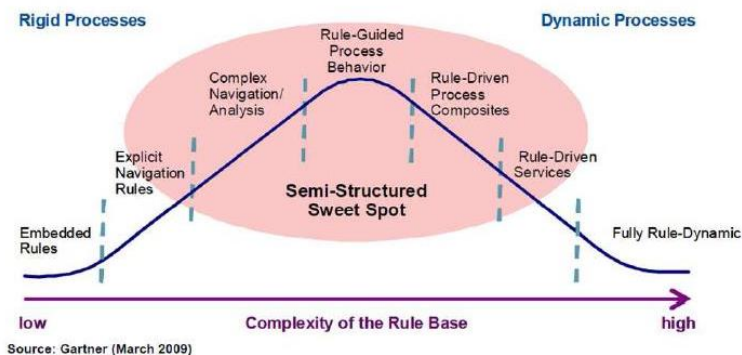 Rigid Processes
Dynamic Processes
Rule-Guided
Process
Behavior
Complex
Navigation/
Analysis
Rule-Driven
Process
Composites
Explicit
Navigation
Rules
Rule-Driven
Services
Semi-Structured
Sweet Spot
Embedded
Rules
Fully Rule-Dynamic
low
Complexity of the Rule Base
high
Source: Gartner (March 2009)